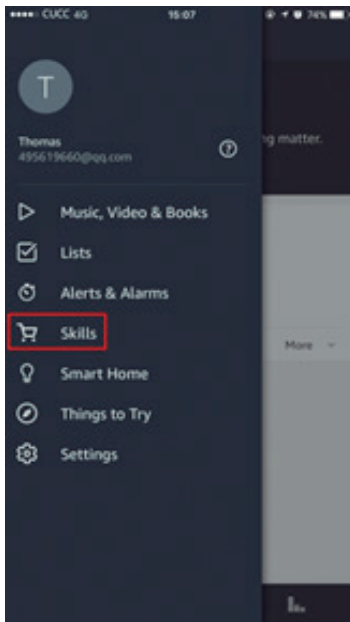 CUCC 4G 15:07 74%
T
Thomas
495619660@qq.com
ng matter.
Music, Video & Books
Lists
Alerts & Alarms
Skills
More
Smart Home
Things to Try
Settings